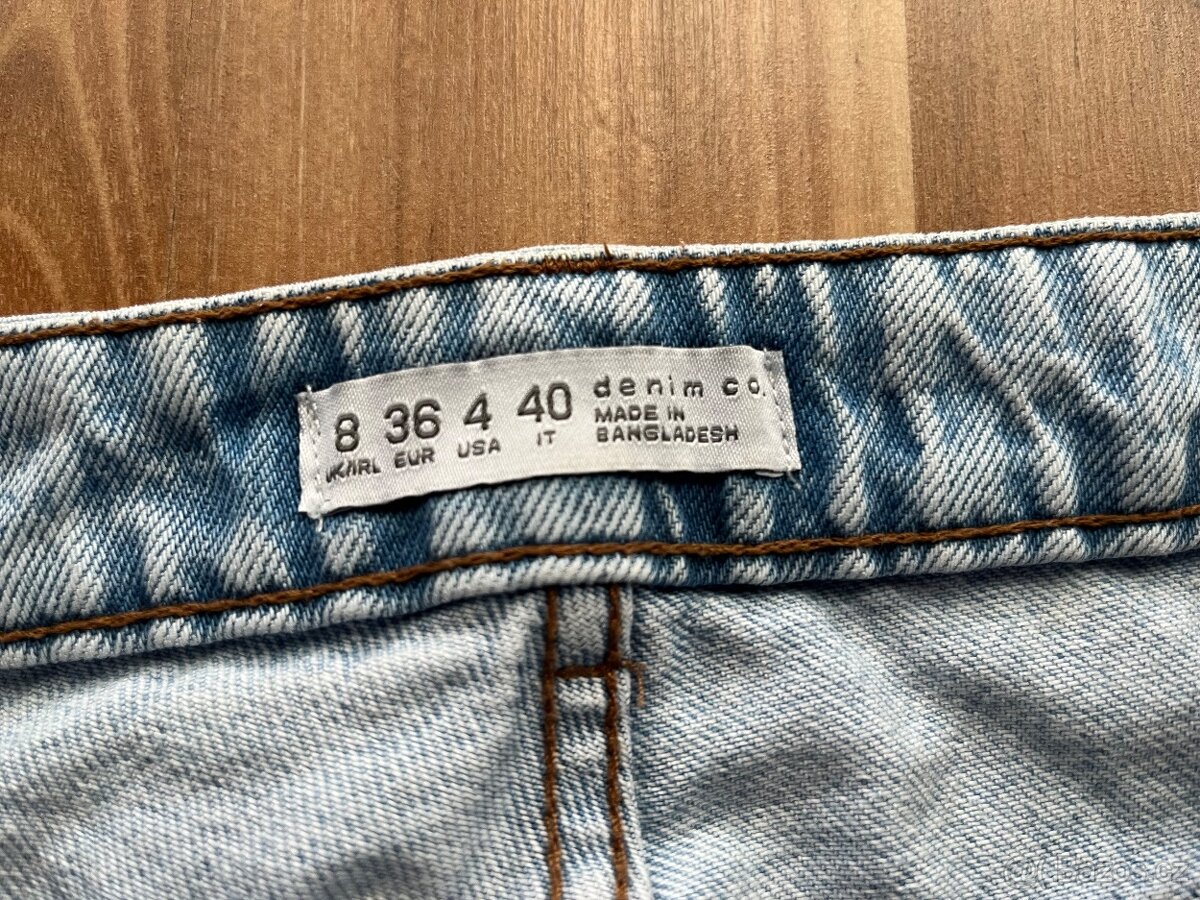 8 36 4 40 denim co.
UK/IRL EUR USA IT MADE IN
BANGLADESH